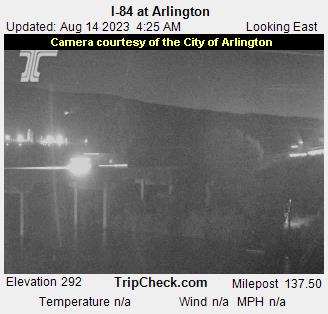 I-84 at Arlington
Updated: Aug 14 2023 4:25 AM Looking East
Camera courtesy of the City of Arlington
Elevation 292 TripCheck.com Milepost 137.50
Temperature n/a Wind n/a MPH n/a